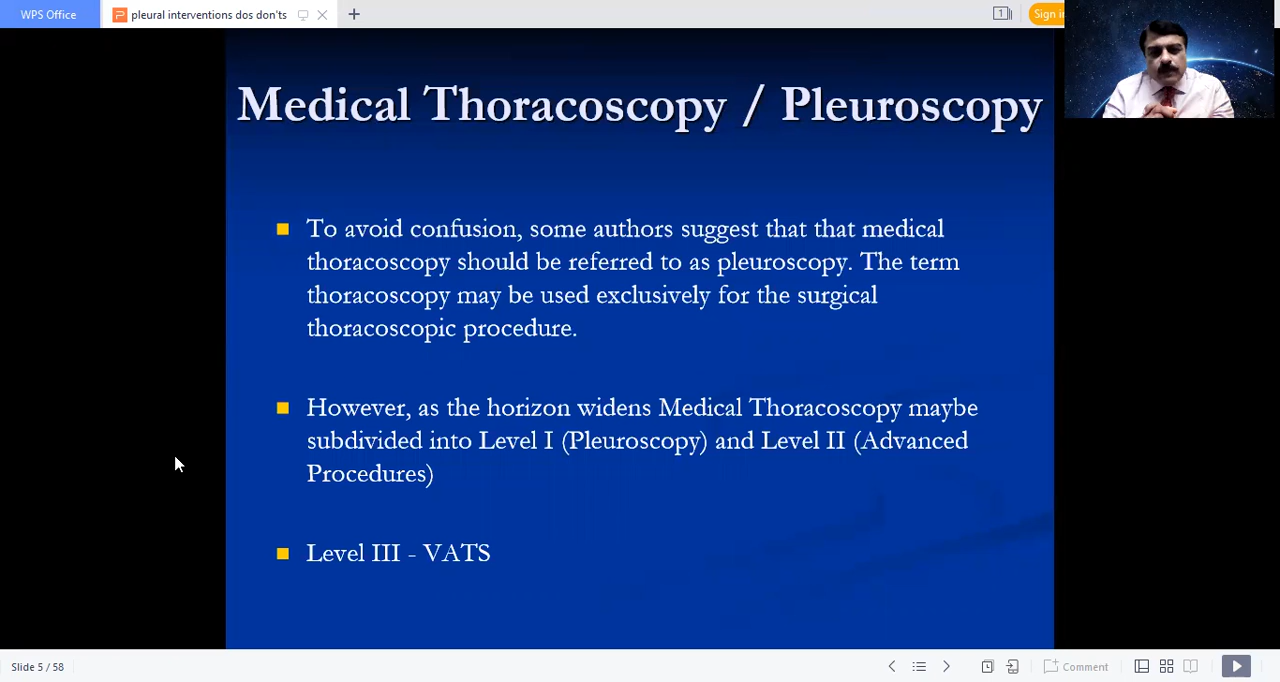 WPS Office
pleural interventions dos don'ts
1
Sign in
Medical Thoracoscopy / Pleuroscopy
To avoid confusion, some authors suggest that that medical
thoracoscopy should be referred to as pleuroscopy. The term
thoracoscopy may be used exclusively for the surgical
thoracoscopic procedure.
However, as the horizon widens Medical Thoracoscopy maybe
subdivided into Level I (Pleuroscopy) and Level II (Advanced
Procedures)
Level III - VATS
Slide 5 / 58
Comment